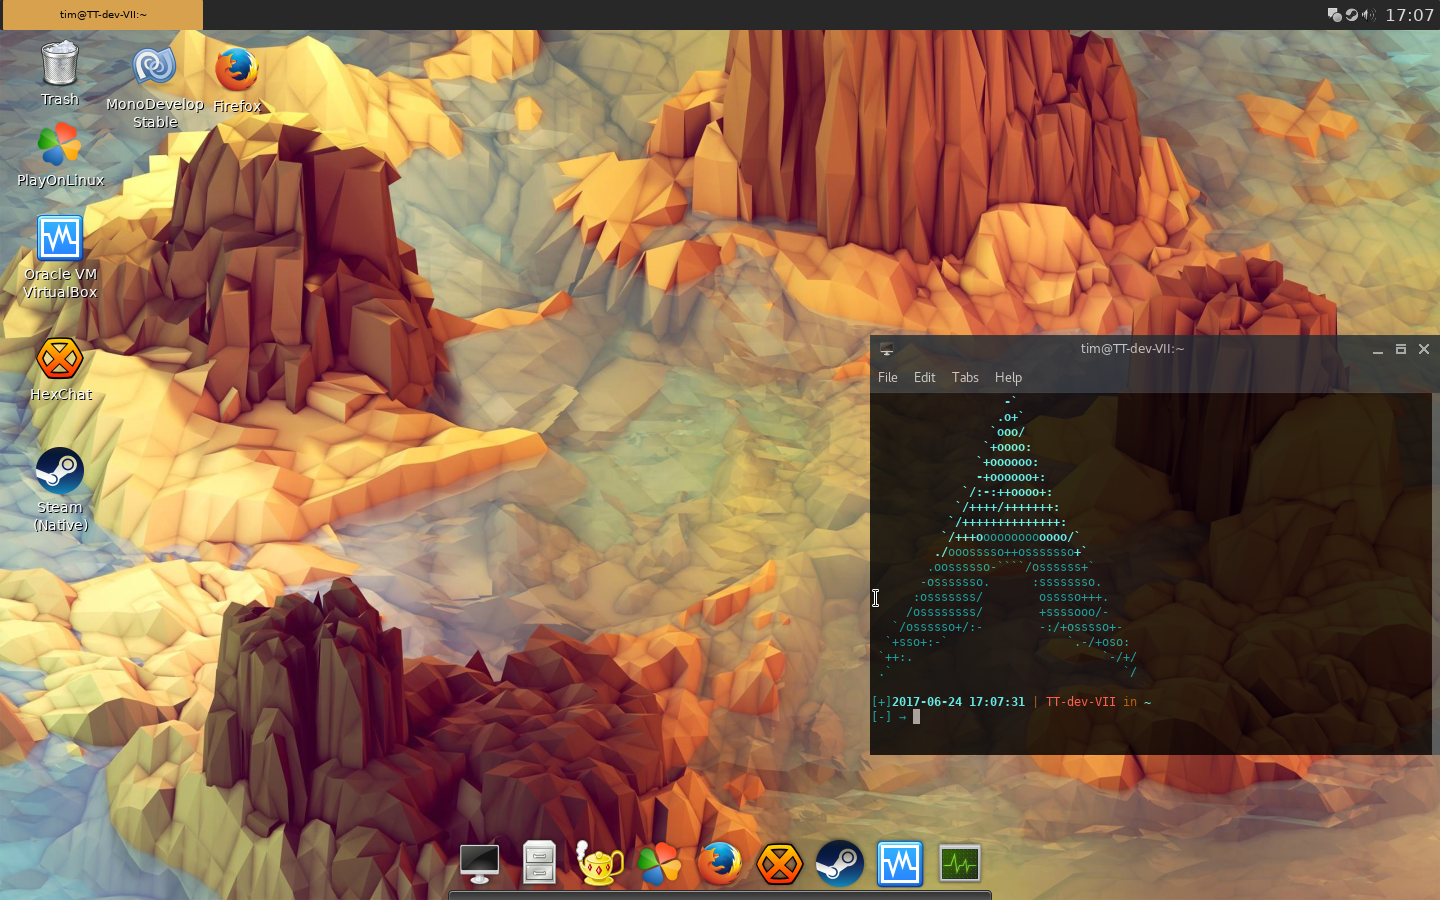 tim@TT-dev-VII:~
17:07
Trash
MonoDevelop
Stable
Firefox
PlayOnLinux
Oracle VM
VirtualBox
HexChat
Steam
(Native)
tim@TT-dev-VII:~
File Edit Tabs Help
-`
.o+`
`ooo/
`+oooo:
`+oooooo:
-+oooooo+:
`/:-:++oooo+:
`/++++/+++++++:
`/++++++++++++++:
`/+++ooooooooooooo/`
./ooosssso++osssssso+`
.oossssso-````/ossssss+`
-osssssso.      :ssssssso.
:osssssss/        osssso+++.
/ossssssss/        +ssssooo/-
`/ossssso+/:-        -:/+osssso+-
`+sso+:-`                 `.-/+oso:
`++:.                           `-/+/
.`                                 `/
[+]2017-06-24 17:07:31 | TT-dev-VII in ~
[-] →